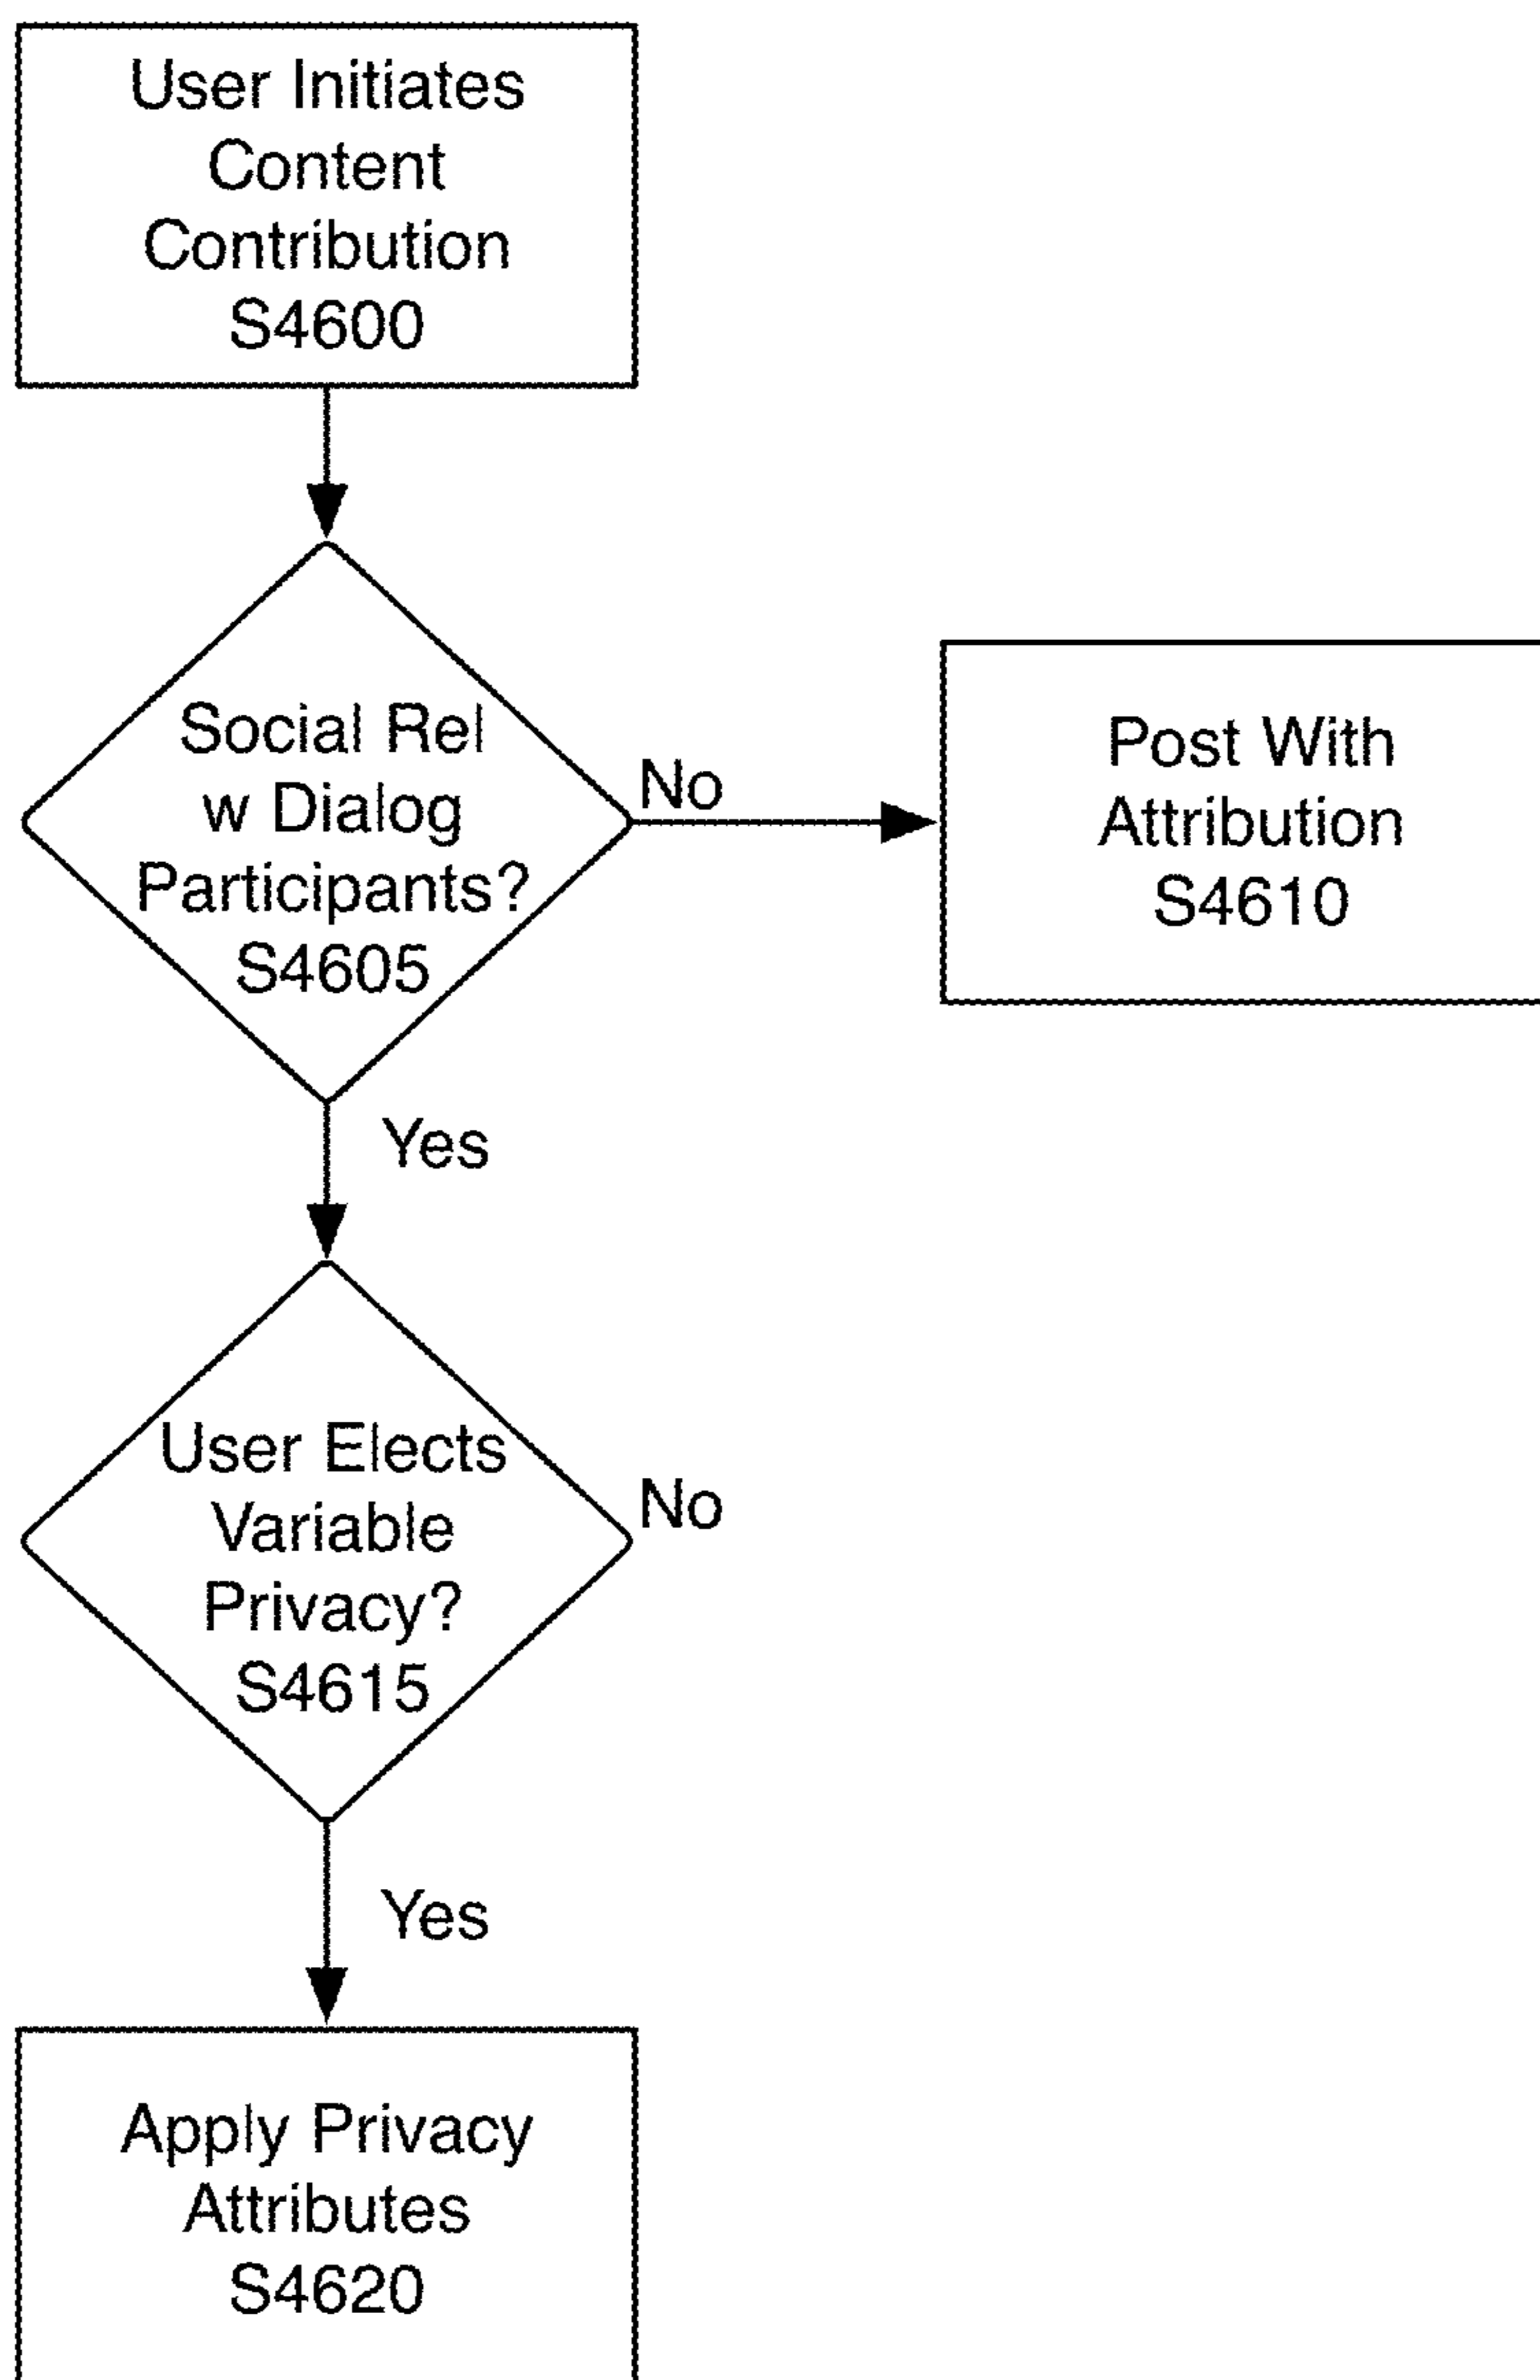 User Initiates
Content
Contribution
S4600
Social Rel
w Dialog
Participants?
S4605
No
Post With
Attribution
S4610
Yes
User Elects
Variable
Privacy?
S4615
No
Yes
Apply Privacy
Attributes
S4620